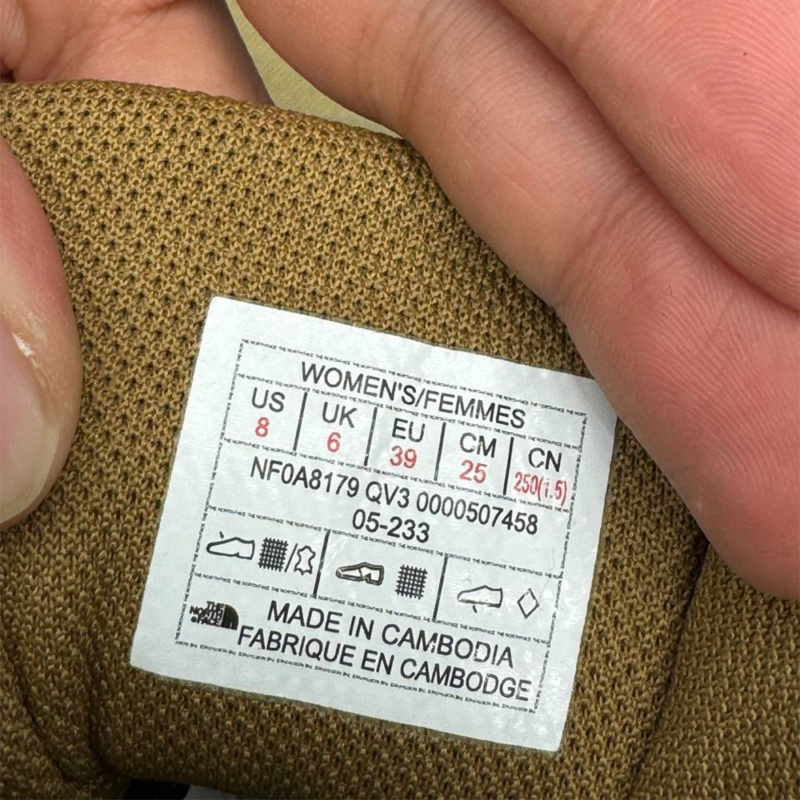 WOMEN'S/FEMMES
US UK EU CM CN
8 6 39 25 250(1.5)
NF0A8179 QV3 0000507458
05-233
THE
NORTH
FACE
MADE IN CAMBODIA
FABRIQUE EN CAMBODGE